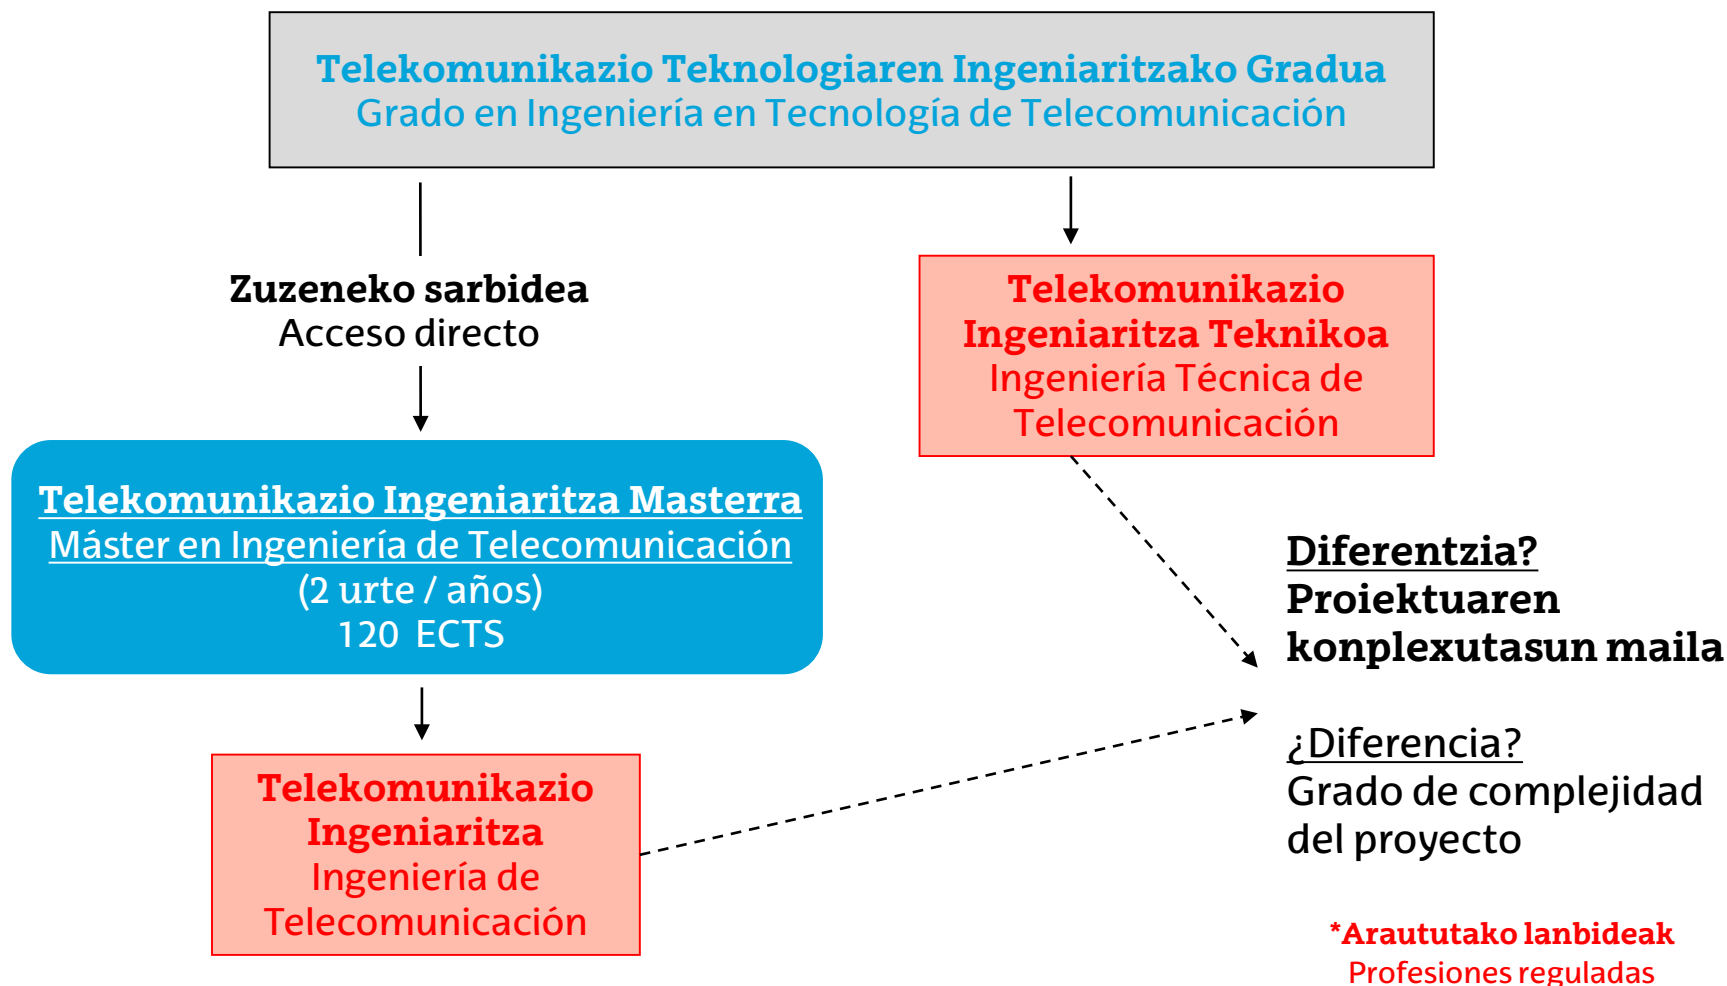 Telekomunikazio Teknologiaren Ingeniaritzako Gradua
Grado en Ingeniería en Tecnología de Telecomunicación
Zuzeneko sarbidea
Acceso directo
Telekomunikazio
Ingeniaritza Teknikoa
Ingeniería Técnica de
Telecomunicación
Telekomunikazio Ingeniaritza Masterra
Máster en Ingeniería de Telecomunicación
(2 urte / años)
120 ECTS
Diferentzia?
Proiektuaren
konplexutasun maila
¿Diferencia?
Grado de complejidad
del proyecto
Telekomunikazio
Ingeniaritza
Ingeniería de
Telecomunicación
*Araututako lanbideak
Profesiones reguladas